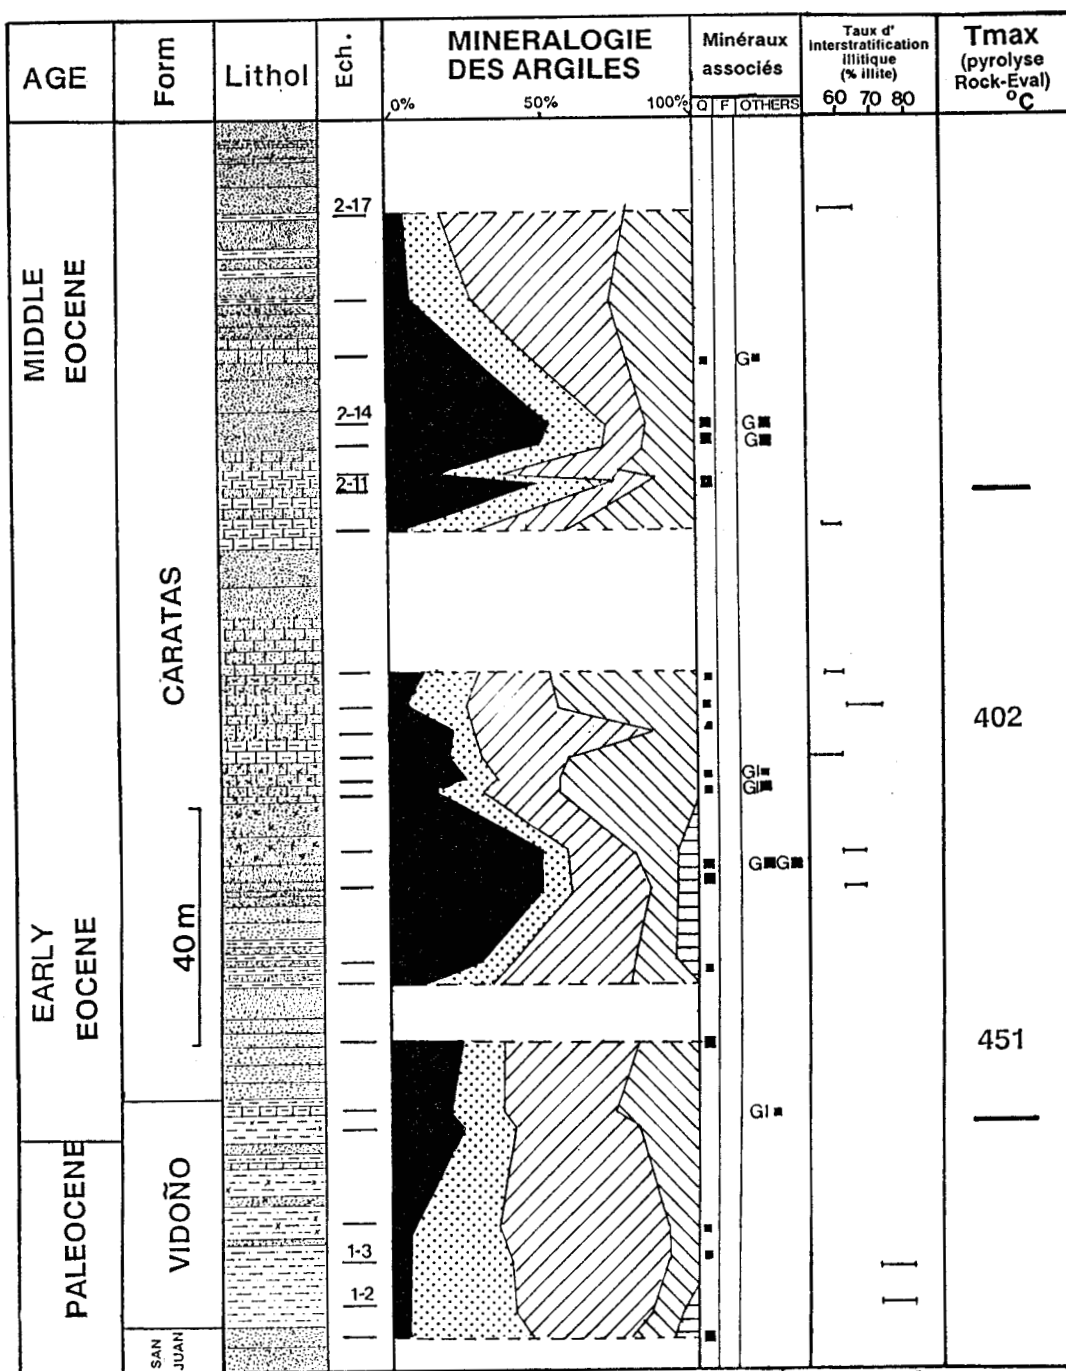 AGE
Form
Lithol
Ech.
MINERALOGIE
DES ARGILES
0% 50% 100%
Minéraux
associés
Q F OTHERS
Taux d'
interstratification
illitique
(% illite)
60 70 80
Tmax
(pyrolyse
Rock-Eval)
°C
MIDDLE
EOCENE
EARLY
EOCENE
PALEOCENE
CARATAS
40 m
VIDOÑO
SAN
JUAN
2-17
2-14
2-11
1-3
1-2
G
G
G
GI
GI
G G
GI
402
451